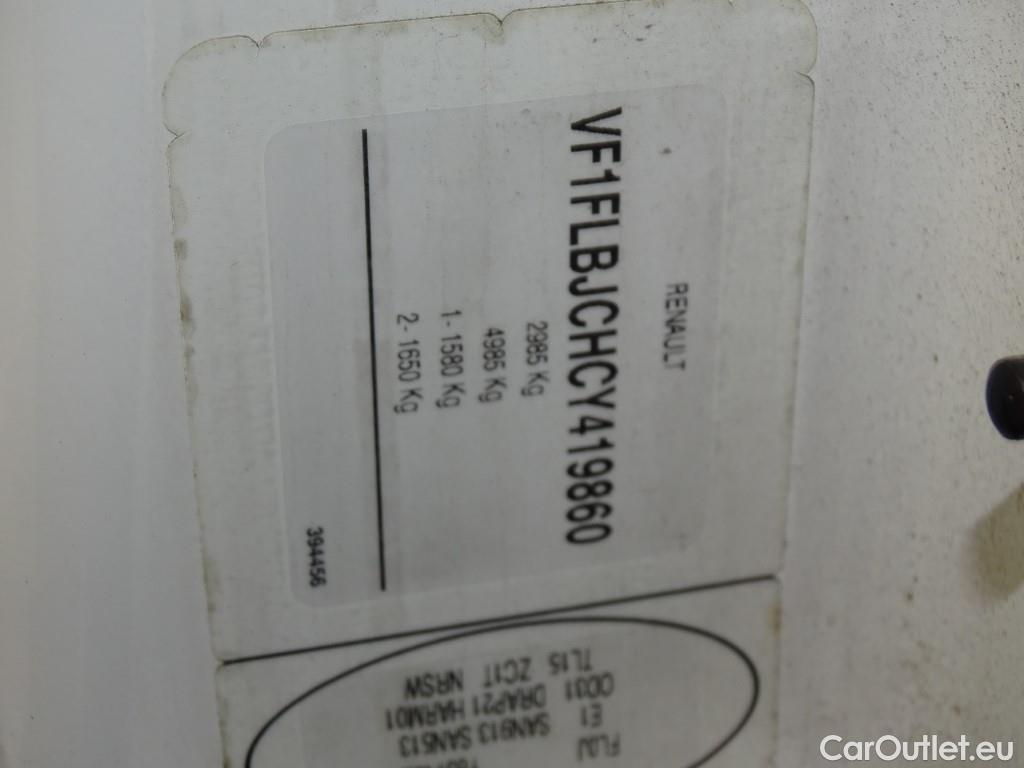 RENAULT
VF1FLBJCHCY419860
2985 Kg
4985 Kg
1- 1580 Kg
2- 1650 Kg
394456
FL0J
E1 SAN913 SAN513
OD31 DRAP21 HARM01
TL15 ZC1T NRSW
CarOutlet.eu